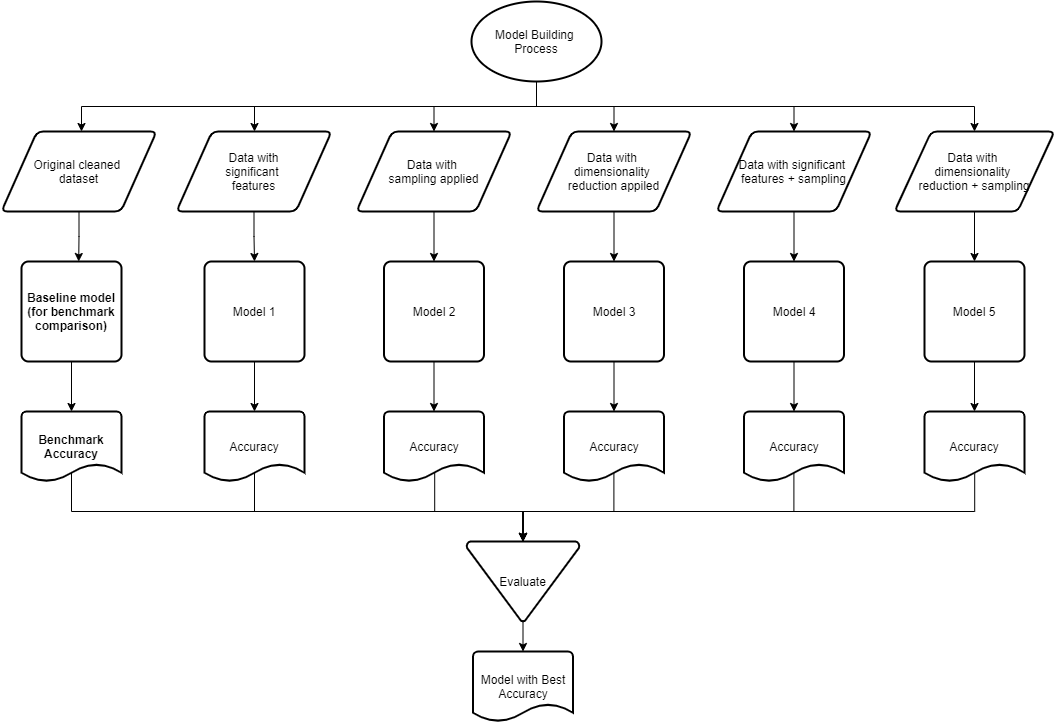 Model Building
Process
Original cleaned
dataset
Data with
significant
features
Data with
sampling applied
Data with
dimensionality
reduction appiled
Data with significant
features + sampling
Data with
dimensionality
reduction + sampling
Baseline model
(for benchmark
comparison)
Model 1
Model 2
Model 3
Model 4
Model 5
Benchmark
Accuracy
Accuracy
Accuracy
Accuracy
Accuracy
Accuracy
Evaluate
Model with Best
Accuracy